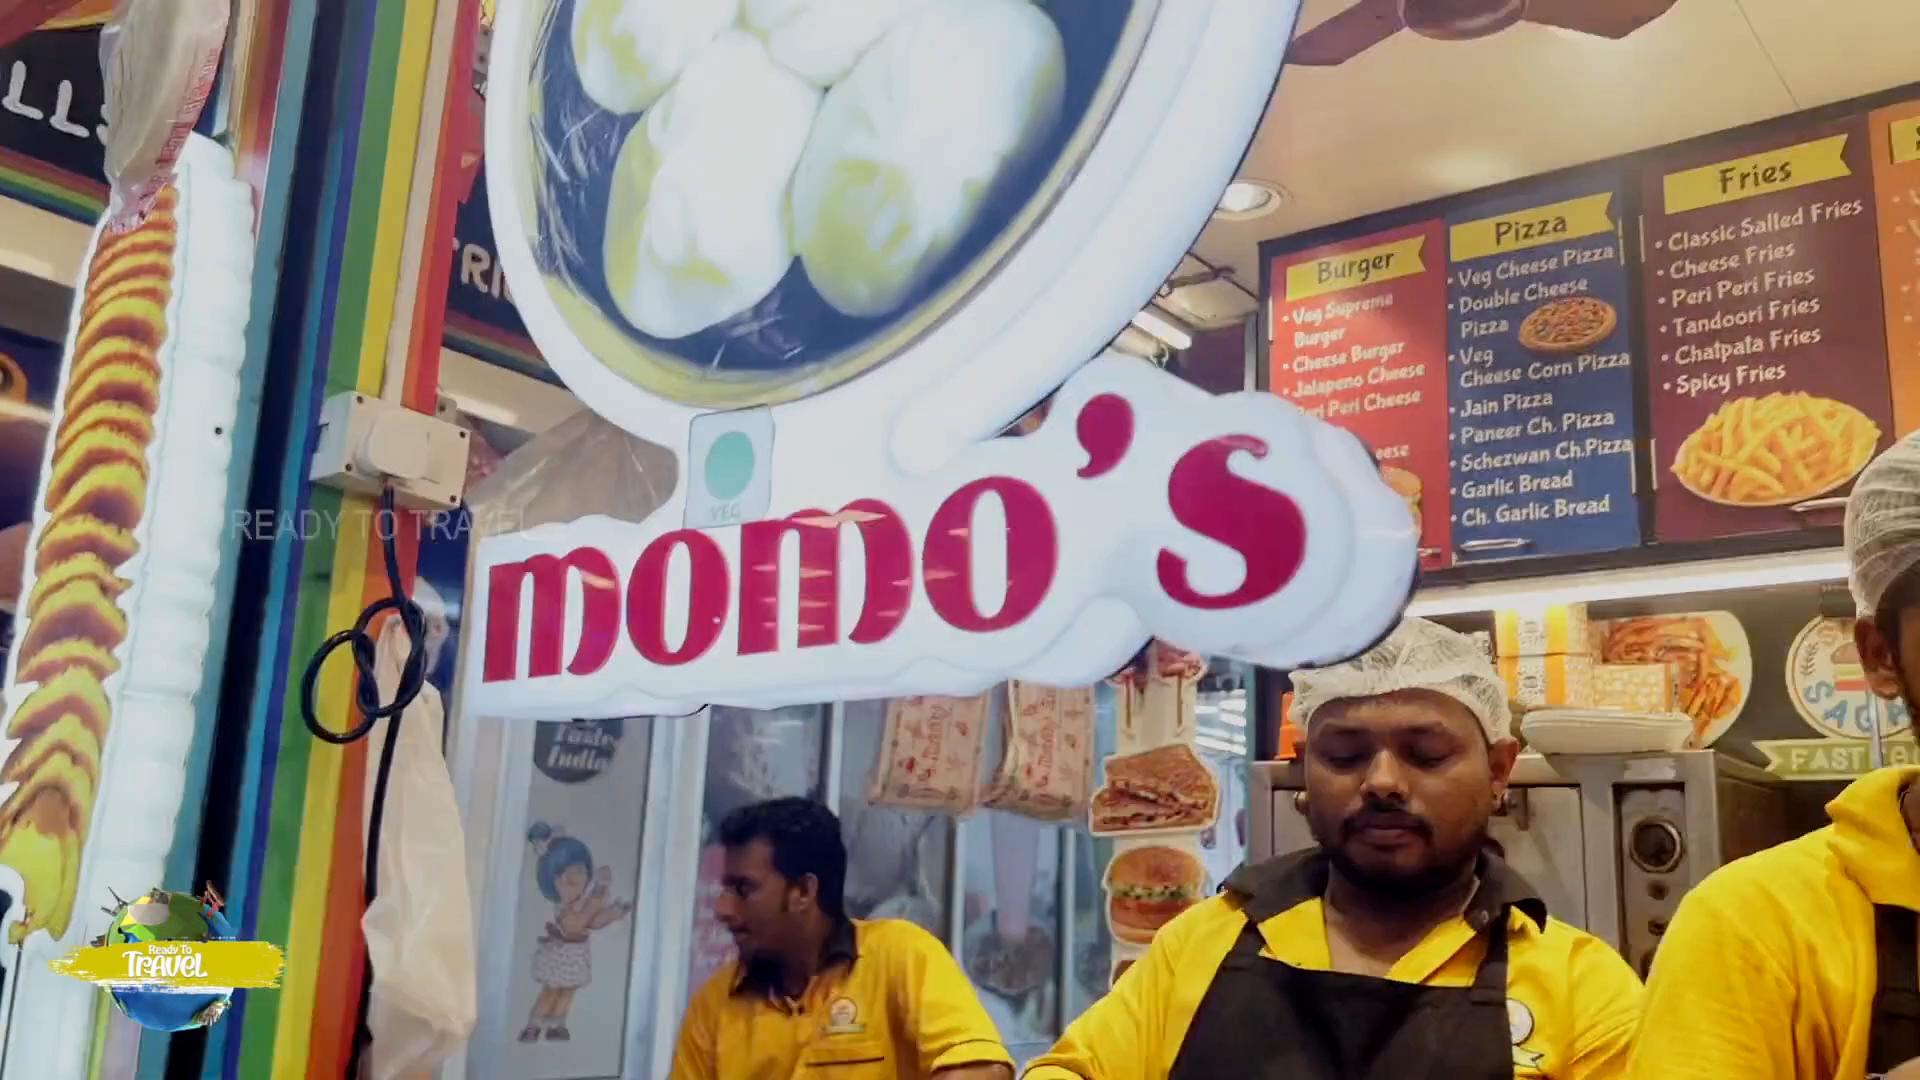 VEG
momo's
READY TO TRAVEL
Burger
• Veg Supreme
Burger
• Cheese Burger
• Jalapeno Cheese
Peri Peri Cheese
Pizza
• Veg Cheese Pizza
• Double Cheese
Pizza
• Veg
Cheese Corn Pizza
• Jain Pizza
• Paneer Ch. Pizza
• Schezwan Ch.Pizza
• Garlic Bread
• Ch. Garlic Bread
Fries
• Classic Salled Fries
• Cheese Fries
• Peri Peri Fries
• Tandoori Fries
• Chatpata Fries
• Spicy Fries
Taste
India
FAST
Ready To
TRAVEL